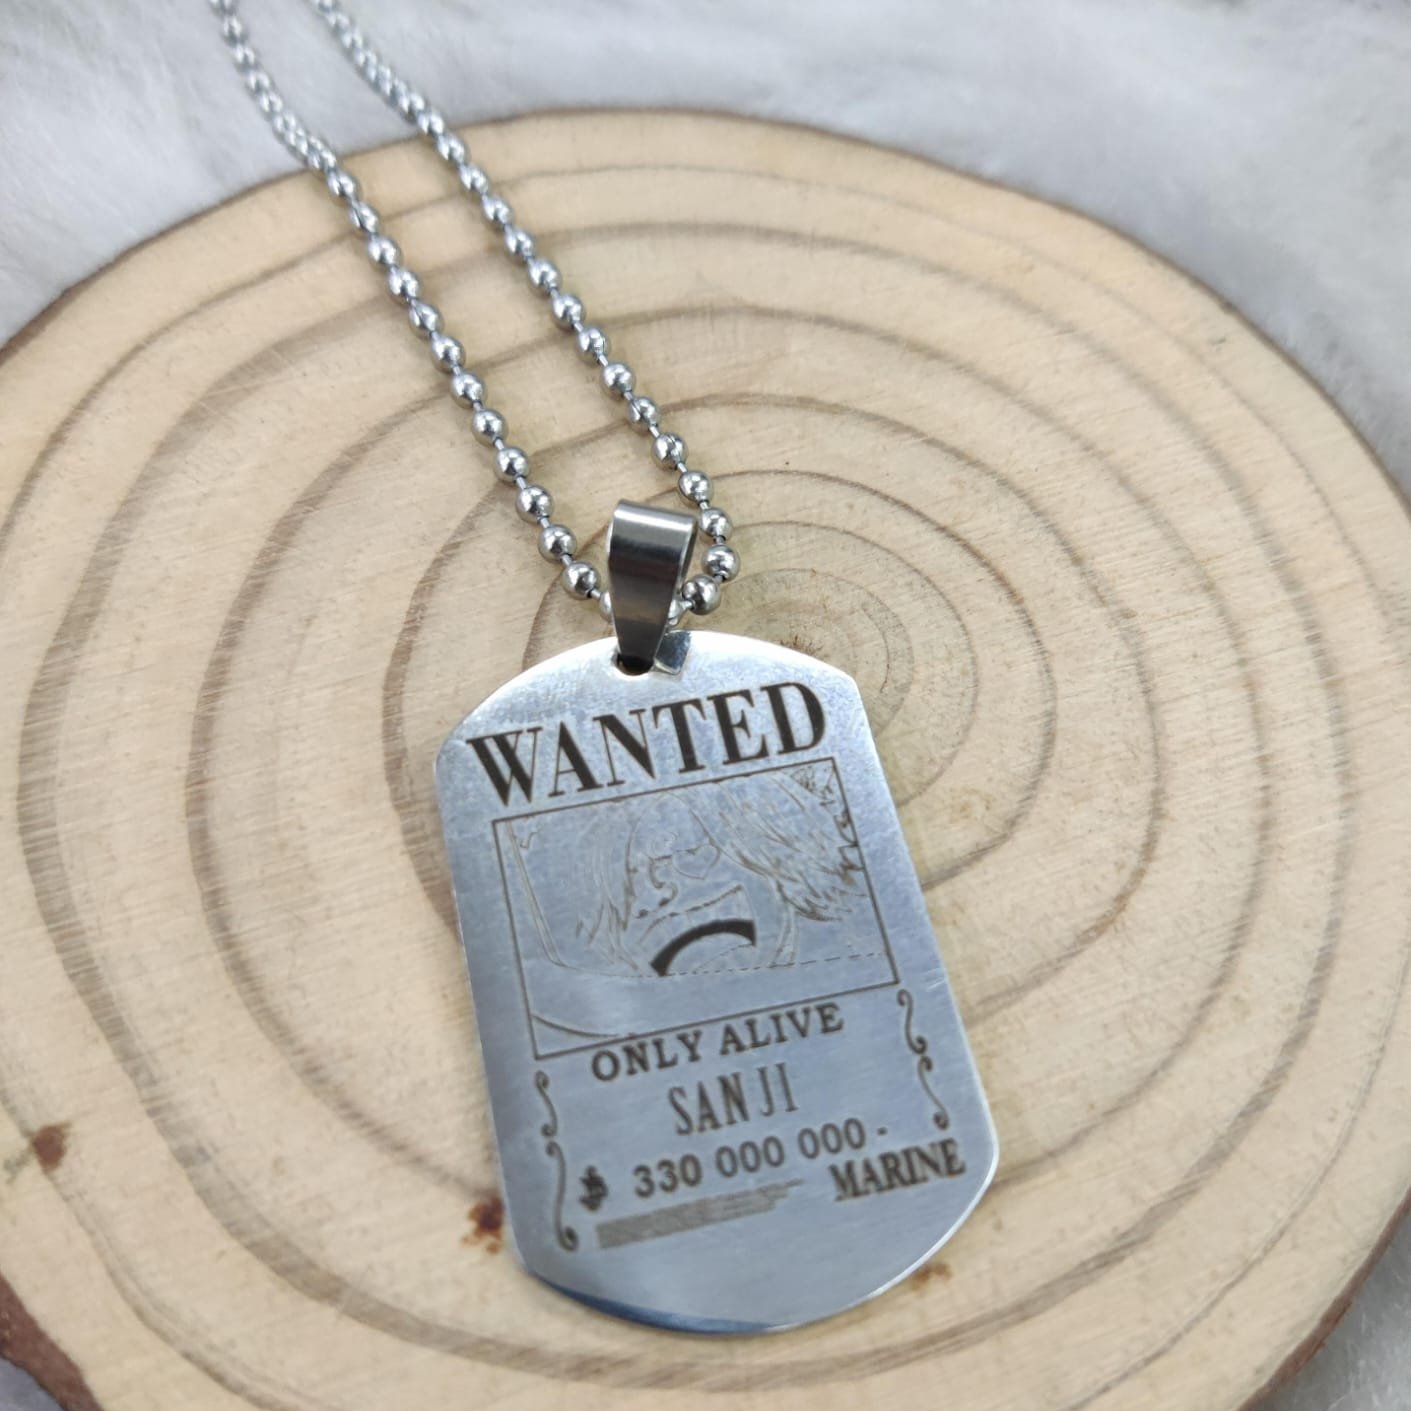 WANTED
ONLY ALIVE
SANJI
$ 330 000 000 -
MARINE